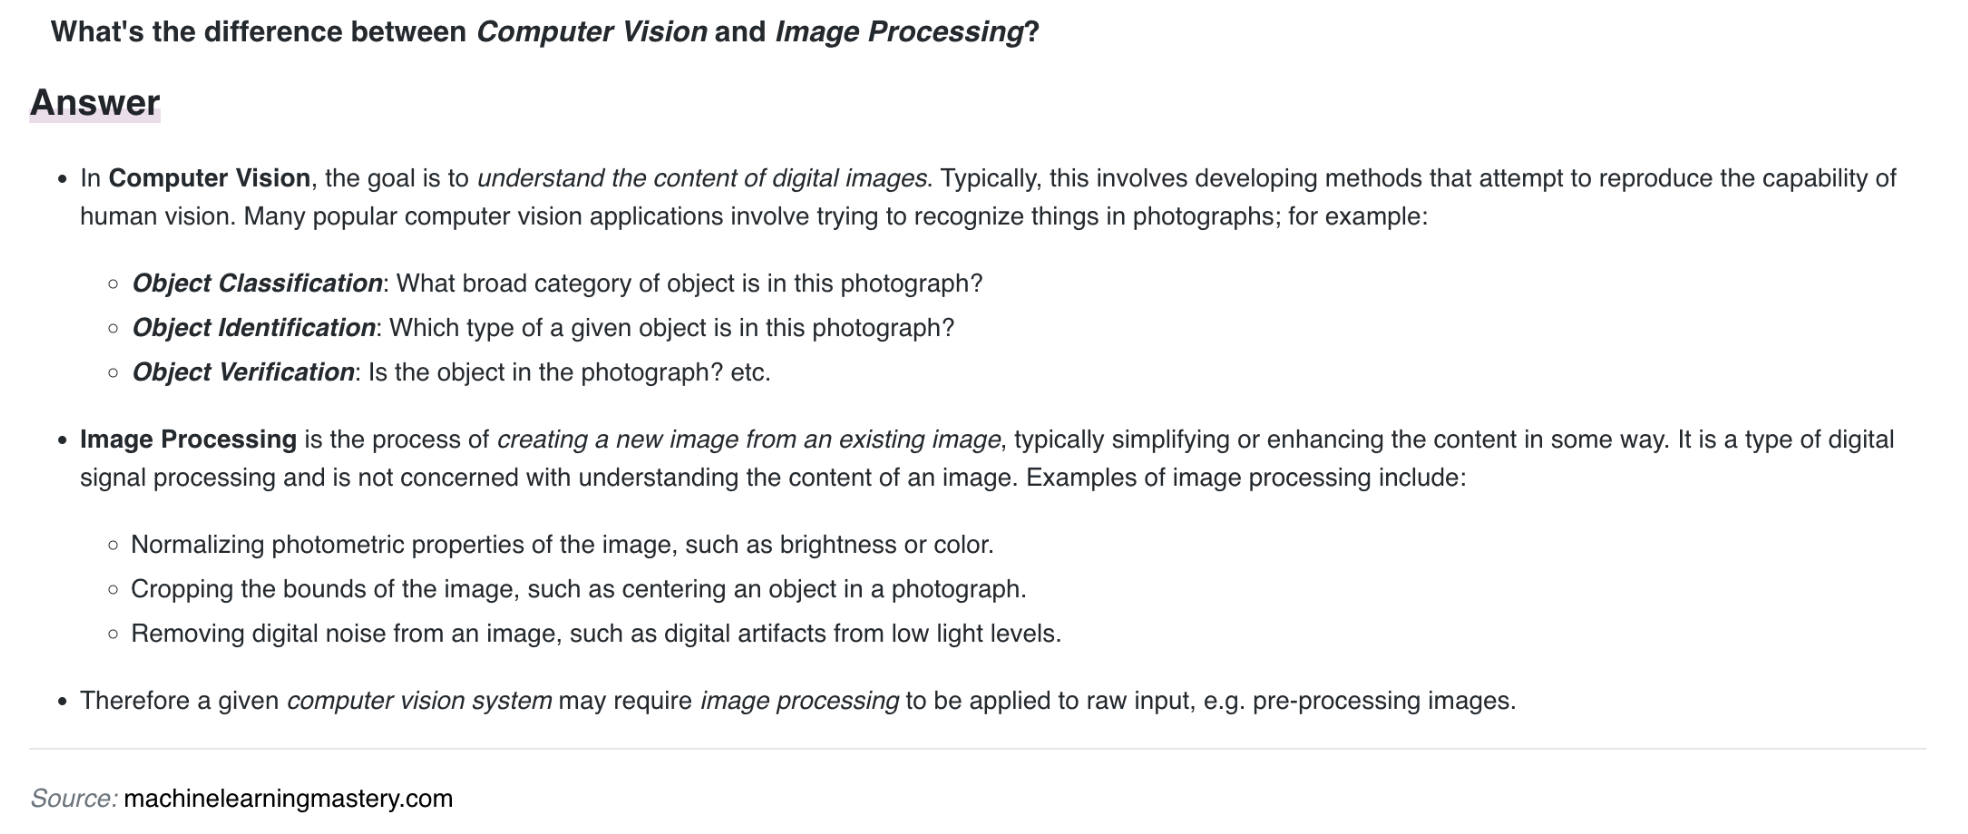 What's the difference between Computer Vision and Image Processing?
Answer
• In Computer Vision, the goal is to understand the content of digital images. Typically, this involves developing methods that attempt to reproduce the capability of
human vision. Many popular computer vision applications involve trying to recognize things in photographs; for example:
◦ Object Classification: What broad category of object is in this photograph?
◦ Object Identification: Which type of a given object is in this photograph?
◦ Object Verification: Is the object in the photograph? etc.
• Image Processing is the process of creating a new image from an existing image, typically simplifying or enhancing the content in some way. It is a type of digital
signal processing and is not concerned with understanding the content of an image. Examples of image processing include:
◦ Normalizing photometric properties of the image, such as brightness or color.
◦ Cropping the bounds of the image, such as centering an object in a photograph.
◦ Removing digital noise from an image, such as digital artifacts from low light levels.
• Therefore a given computer vision system may require image processing to be applied to raw input, e.g. pre-processing images.
Source: machinelearningmastery.com